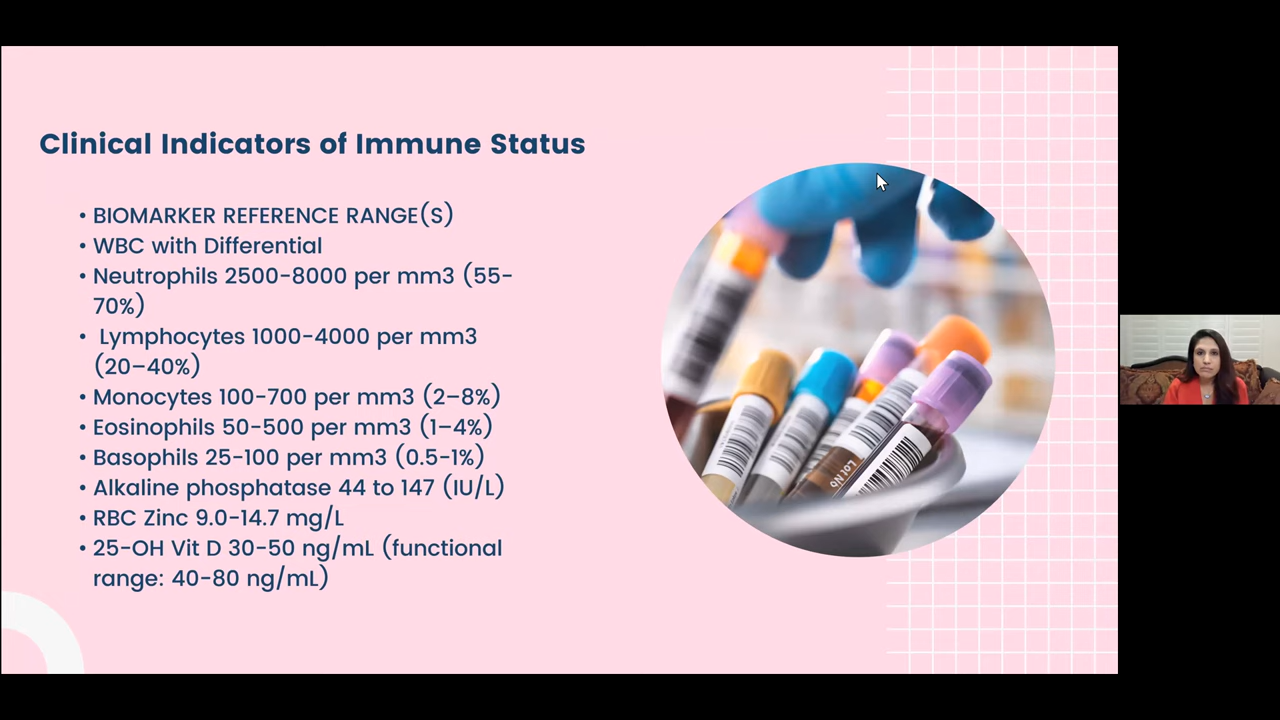 Clinical Indicators of Immune Status
• BIOMARKER REFERENCE RANGE(S)
• WBC with Differential
• Neutrophils 2500-8000 per mm3 (55-
70%)
• Lymphocytes 1000-4000 per mm3
(20–40%)
• Monocytes 100-700 per mm3 (2–8%)
• Eosinophils 50-500 per mm3 (1–4%)
• Basophils 25-100 per mm3 (0.5-1%)
• Alkaline phosphatase 44 to 147 (IU/L)
• RBC Zinc 9.0-14.7 mg/L
• 25-OH Vit D 30-50 ng/mL (functional
range: 40-80 ng/mL)
Lot No